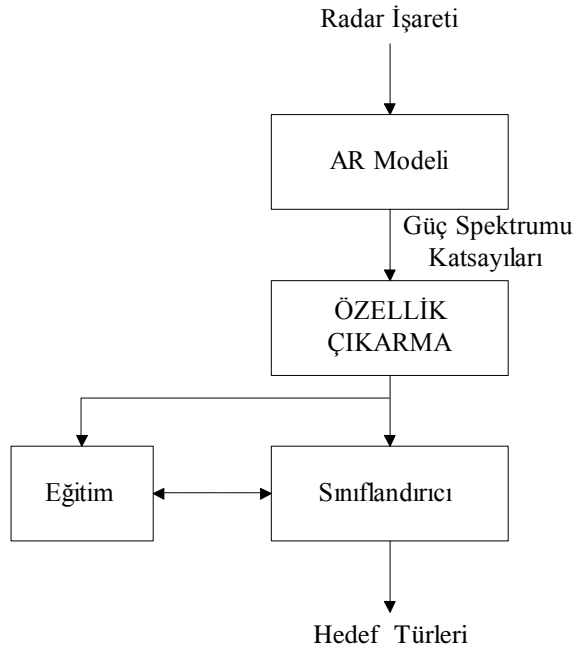 Radar İşareti
AR Modeli
Güç Spektrumu
Katsayıları
ÖZELLİK
ÇIKARMA
Eğitim
Sınıflandırıcı
Hedef Türleri